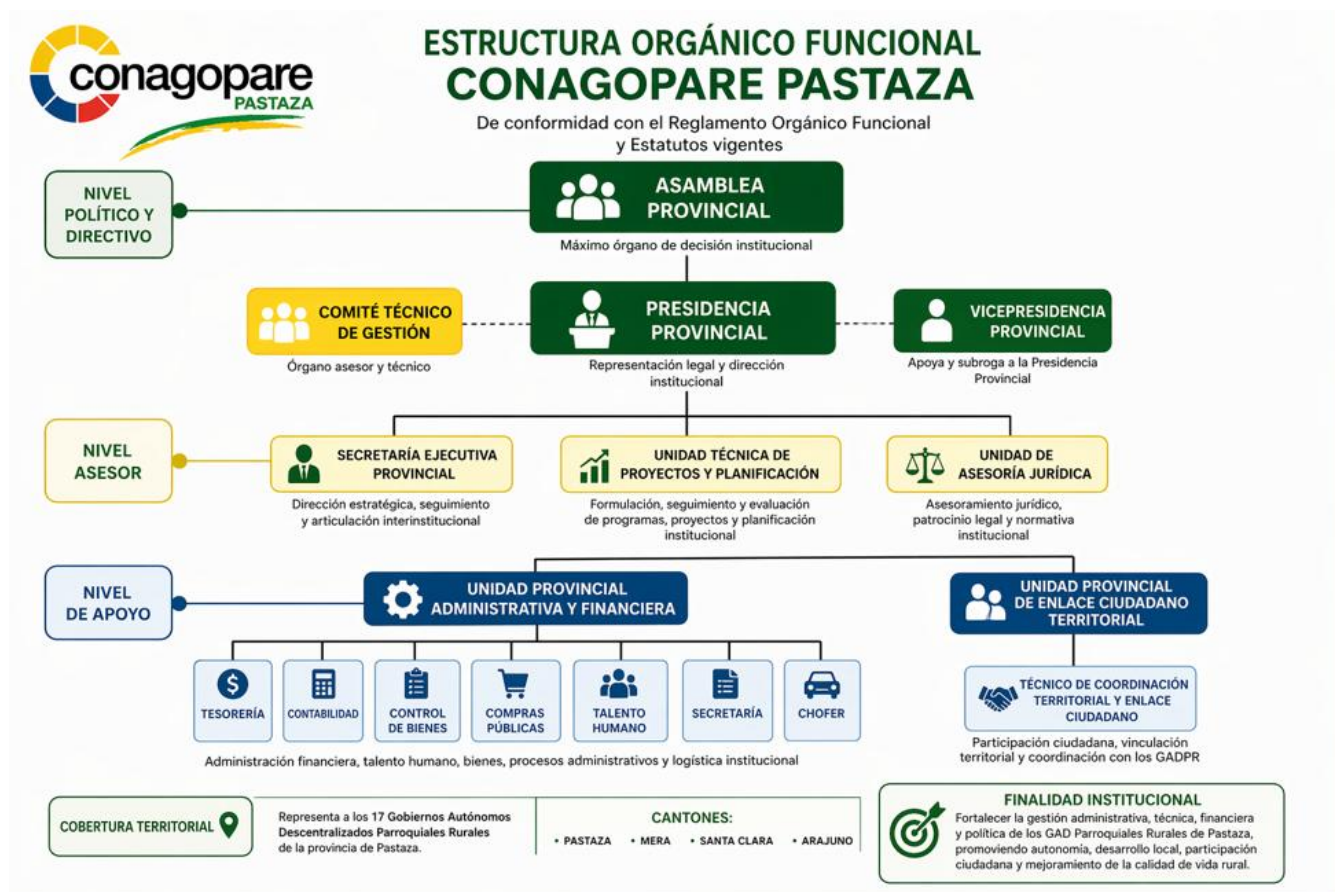 conagopare
PASTAZA
ESTRUCTURA ORGÁNICO FUNCIONAL
CONAGOPARE PASTAZA
De conformidad con el Reglamento Orgánico Funcional
y Estatutos vigentes
NIVEL
POLÍTICO Y
DIRECTIVO
ASAMBLEA
PROVINCIAL
Máximo órgano de decisión institucional
COMITÉ TÉCNICO
DE GESTIÓN
Órgano asesor y técnico
PRESIDENCIA
PROVINCIAL
Representación legal y dirección
institucional
VICEPRESIDENCIA
PROVINCIAL
Apoya y subroga a la Presidencia
Provincial
NIVEL
ASESOR
SECRETARÍA EJECUTIVA
PROVINCIAL
Dirección estratégica, seguimiento
y articulación interinstitucional
UNIDAD TÉCNICA DE
PROYECTOS Y PLANIFICACIÓN
Formulación, seguimiento y evaluación
de programas, proyectos y planificación
institucional
UNIDAD DE
ASESORÍA JURÍDICA
Asesoramiento jurídico,
patrocinio legal y normativa
institucional
NIVEL
DE APOYO
UNIDAD PROVINCIAL
ADMINISTRATIVA Y FINANCIERA
UNIDAD PROVINCIAL
DE ENLACE CIUDADANO
TERRITORIAL
TESORERÍA
CONTABILIDAD
CONTROL
DE BIENES
COMPRAS
PÚBLICAS
TALENTO
HUMANO
SECRETARÍA
CHOFER
Administración financiera, talento humano, bienes, procesos administrativos y logística institucional
TÉCNICO DE COORDINACIÓN
TERRITORIAL Y ENLACE
CIUDADANO
Participación ciudadana, vinculación
territorial y coordinación con los GADPR
COBERTURA TERRITORIAL
Representa a los 17 Gobiernos Autónomos
Descentralizados Parroquiales Rurales
de la provincia de Pastaza.
CANTONES:
• PASTAZA • MERA • SANTA CLARA • ARAJUNO
FINALIDAD INSTITUCIONAL
Fortalecer la gestión administrativa, técnica, financiera
y política de los GAD Parroquiales Rurales de Pastaza,
promoviendo autonomía, desarrollo local, participación
ciudadana y mejoramiento de la calidad de vida rural.